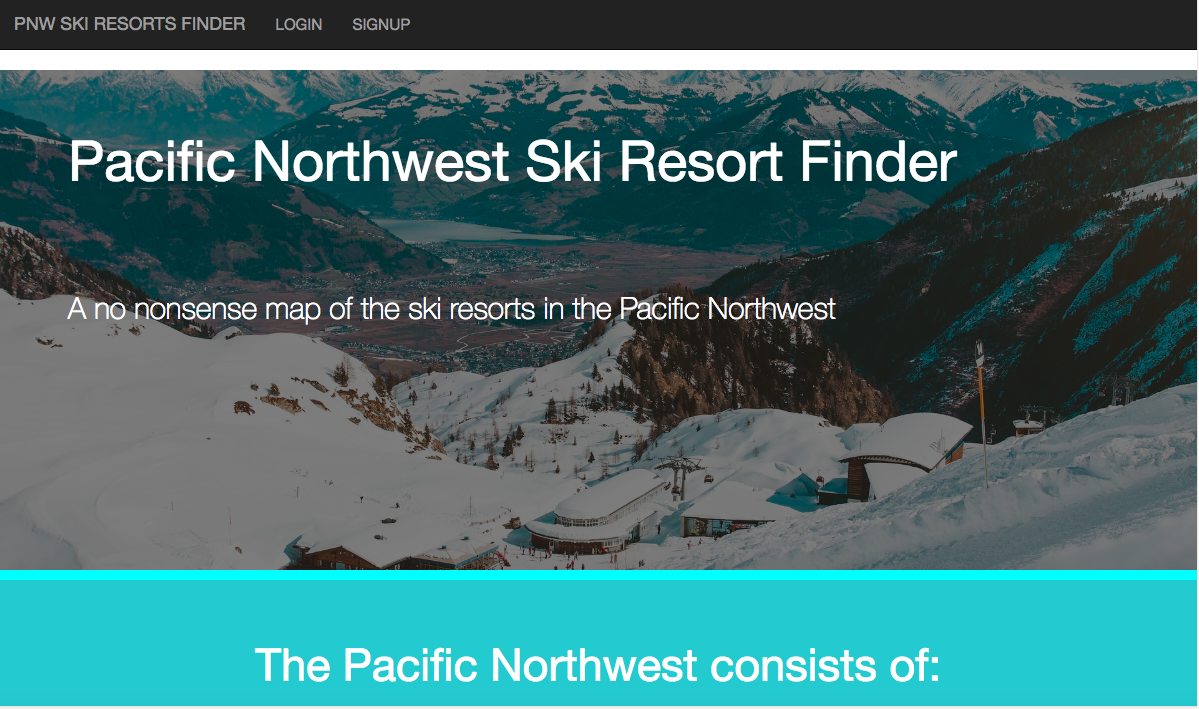 PNW SKI RESORTS FINDER LOGIN SIGNUP
Pacific Northwest Ski Resort Finder
A no nonsense map of the ski resorts in the Pacific Northwest
The Pacific Northwest consists of: